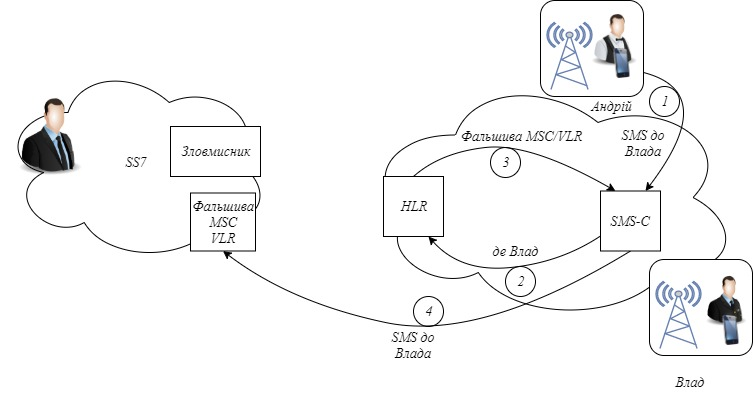 Андрій
1
Фальшива MSC/VLR
SMS до
Влада
3
SS7
Зловмисник
Фальшива
MSC
VLR
HLR
SMS-C
де Влад
2
4
SMS до
Влада
Влад